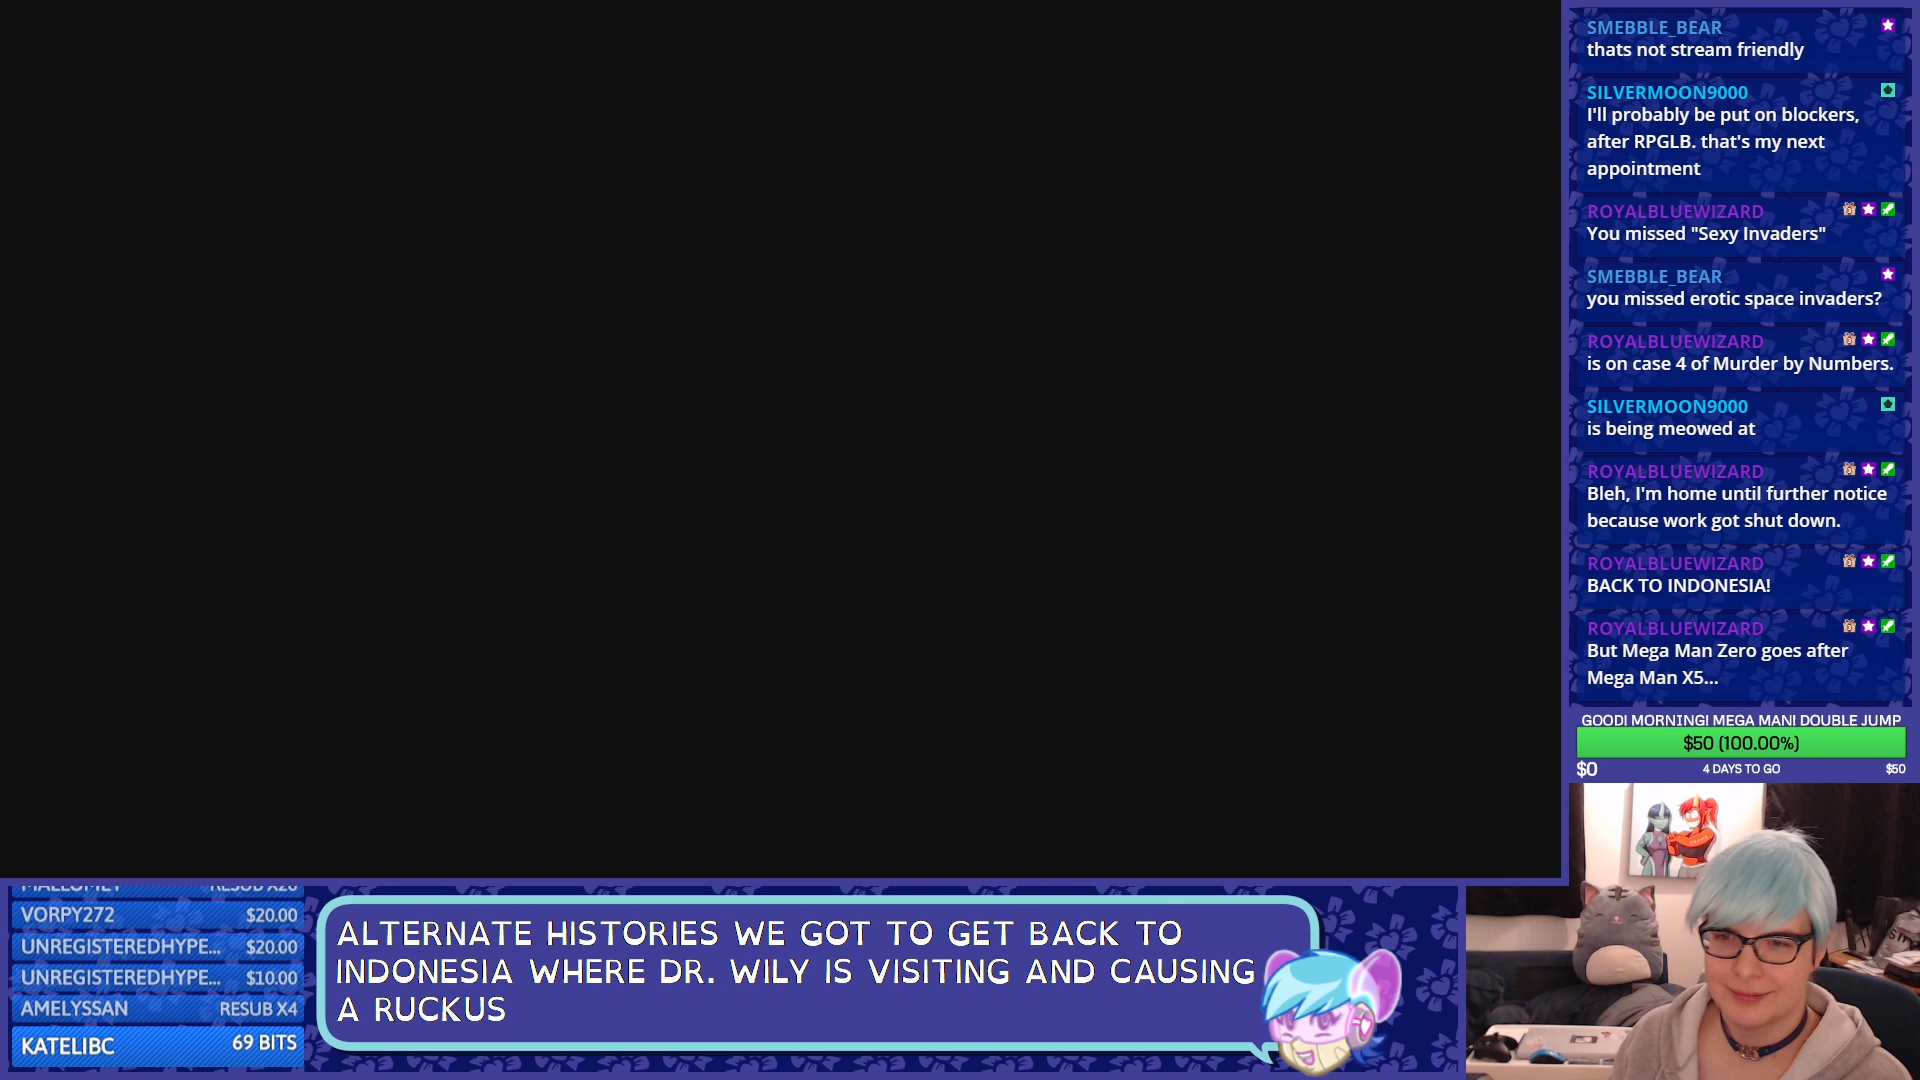 SMEBBLE_BEAR
thats not stream friendly
SILVERMOON9000
I'll probably be put on blockers,
after RPGLB. that's my next
appointment
ROYALBLUEWIZARD
You missed "Sexy Invaders"
SMEBBLE_BEAR
you missed erotic space invaders?
ROYALBLUEWIZARD
is on case 4 of Murder by Numbers.
SILVERMOON9000
is being meowed at
ROYALBLUEWIZARD
Bleh, I'm home until further notice
because work got shut down.
ROYALBLUEWIZARD
BACK TO INDONESIA!
ROYALBLUEWIZARD
But Mega Man Zero goes after
Mega Man X5...
GOOD! MORNING! MEGA MAN! DOUBLE JUMP
$50 (100.00%)
$0 4 DAYS TO GO $50
VORPY272 $20.00
UNREGISTEREDHYPE... $20.00
UNREGISTEREDHYPE... $10.00
AMELYSSAN RESUB X4
KATELIBC 69 BITS
ALTERNATE HISTORIES WE GOT TO GET BACK TO
INDONESIA WHERE DR. WILY IS VISITING AND CAUSING
A RUCKUS